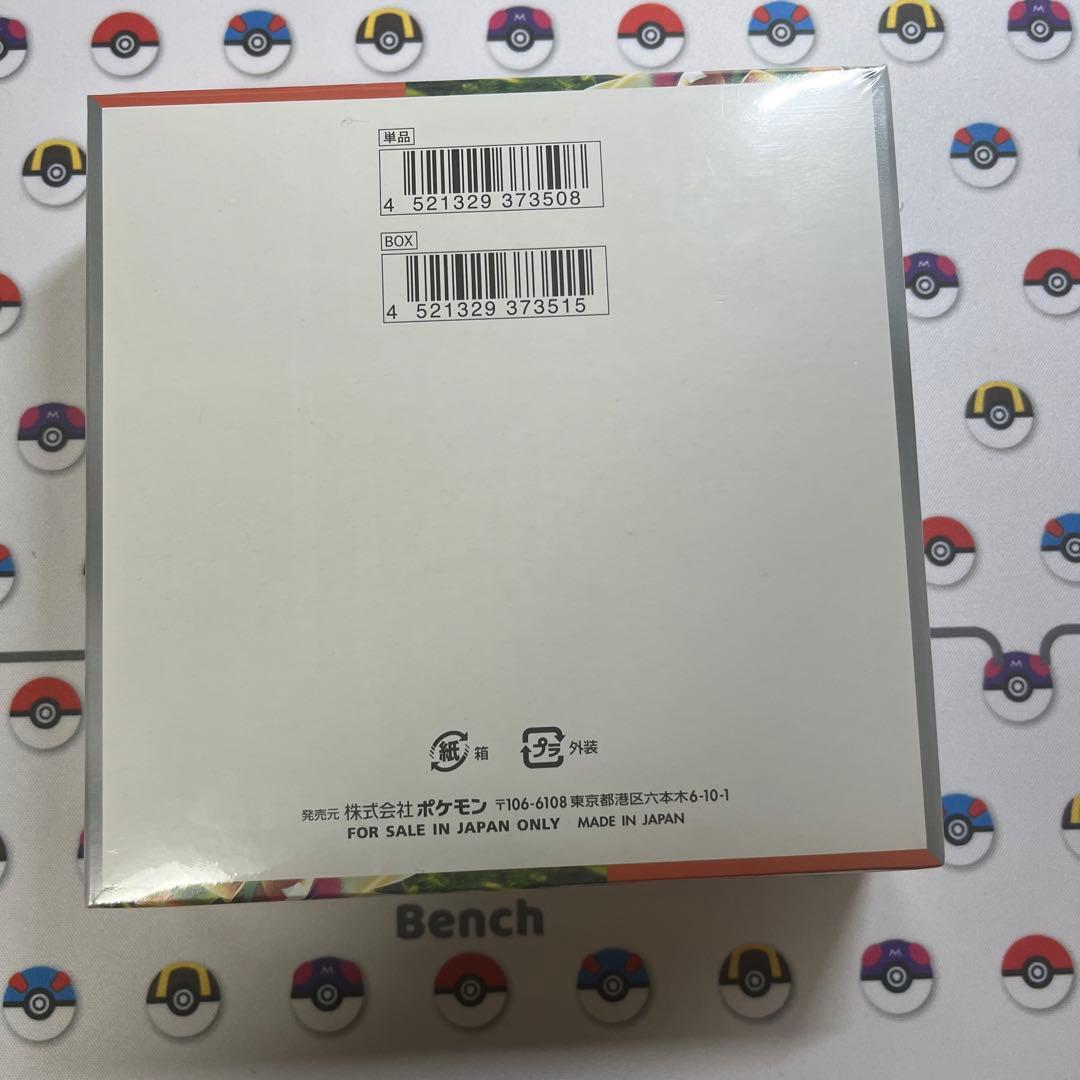 単品
4 521329 373508
BOX
4 521329 373515
紙 箱 プラ 外装
発売元 株式会社 ポケモン 〒106-6108 東京都港区六本木6-10-1
FOR SALE IN JAPAN ONLY MADE IN JAPAN
Bench